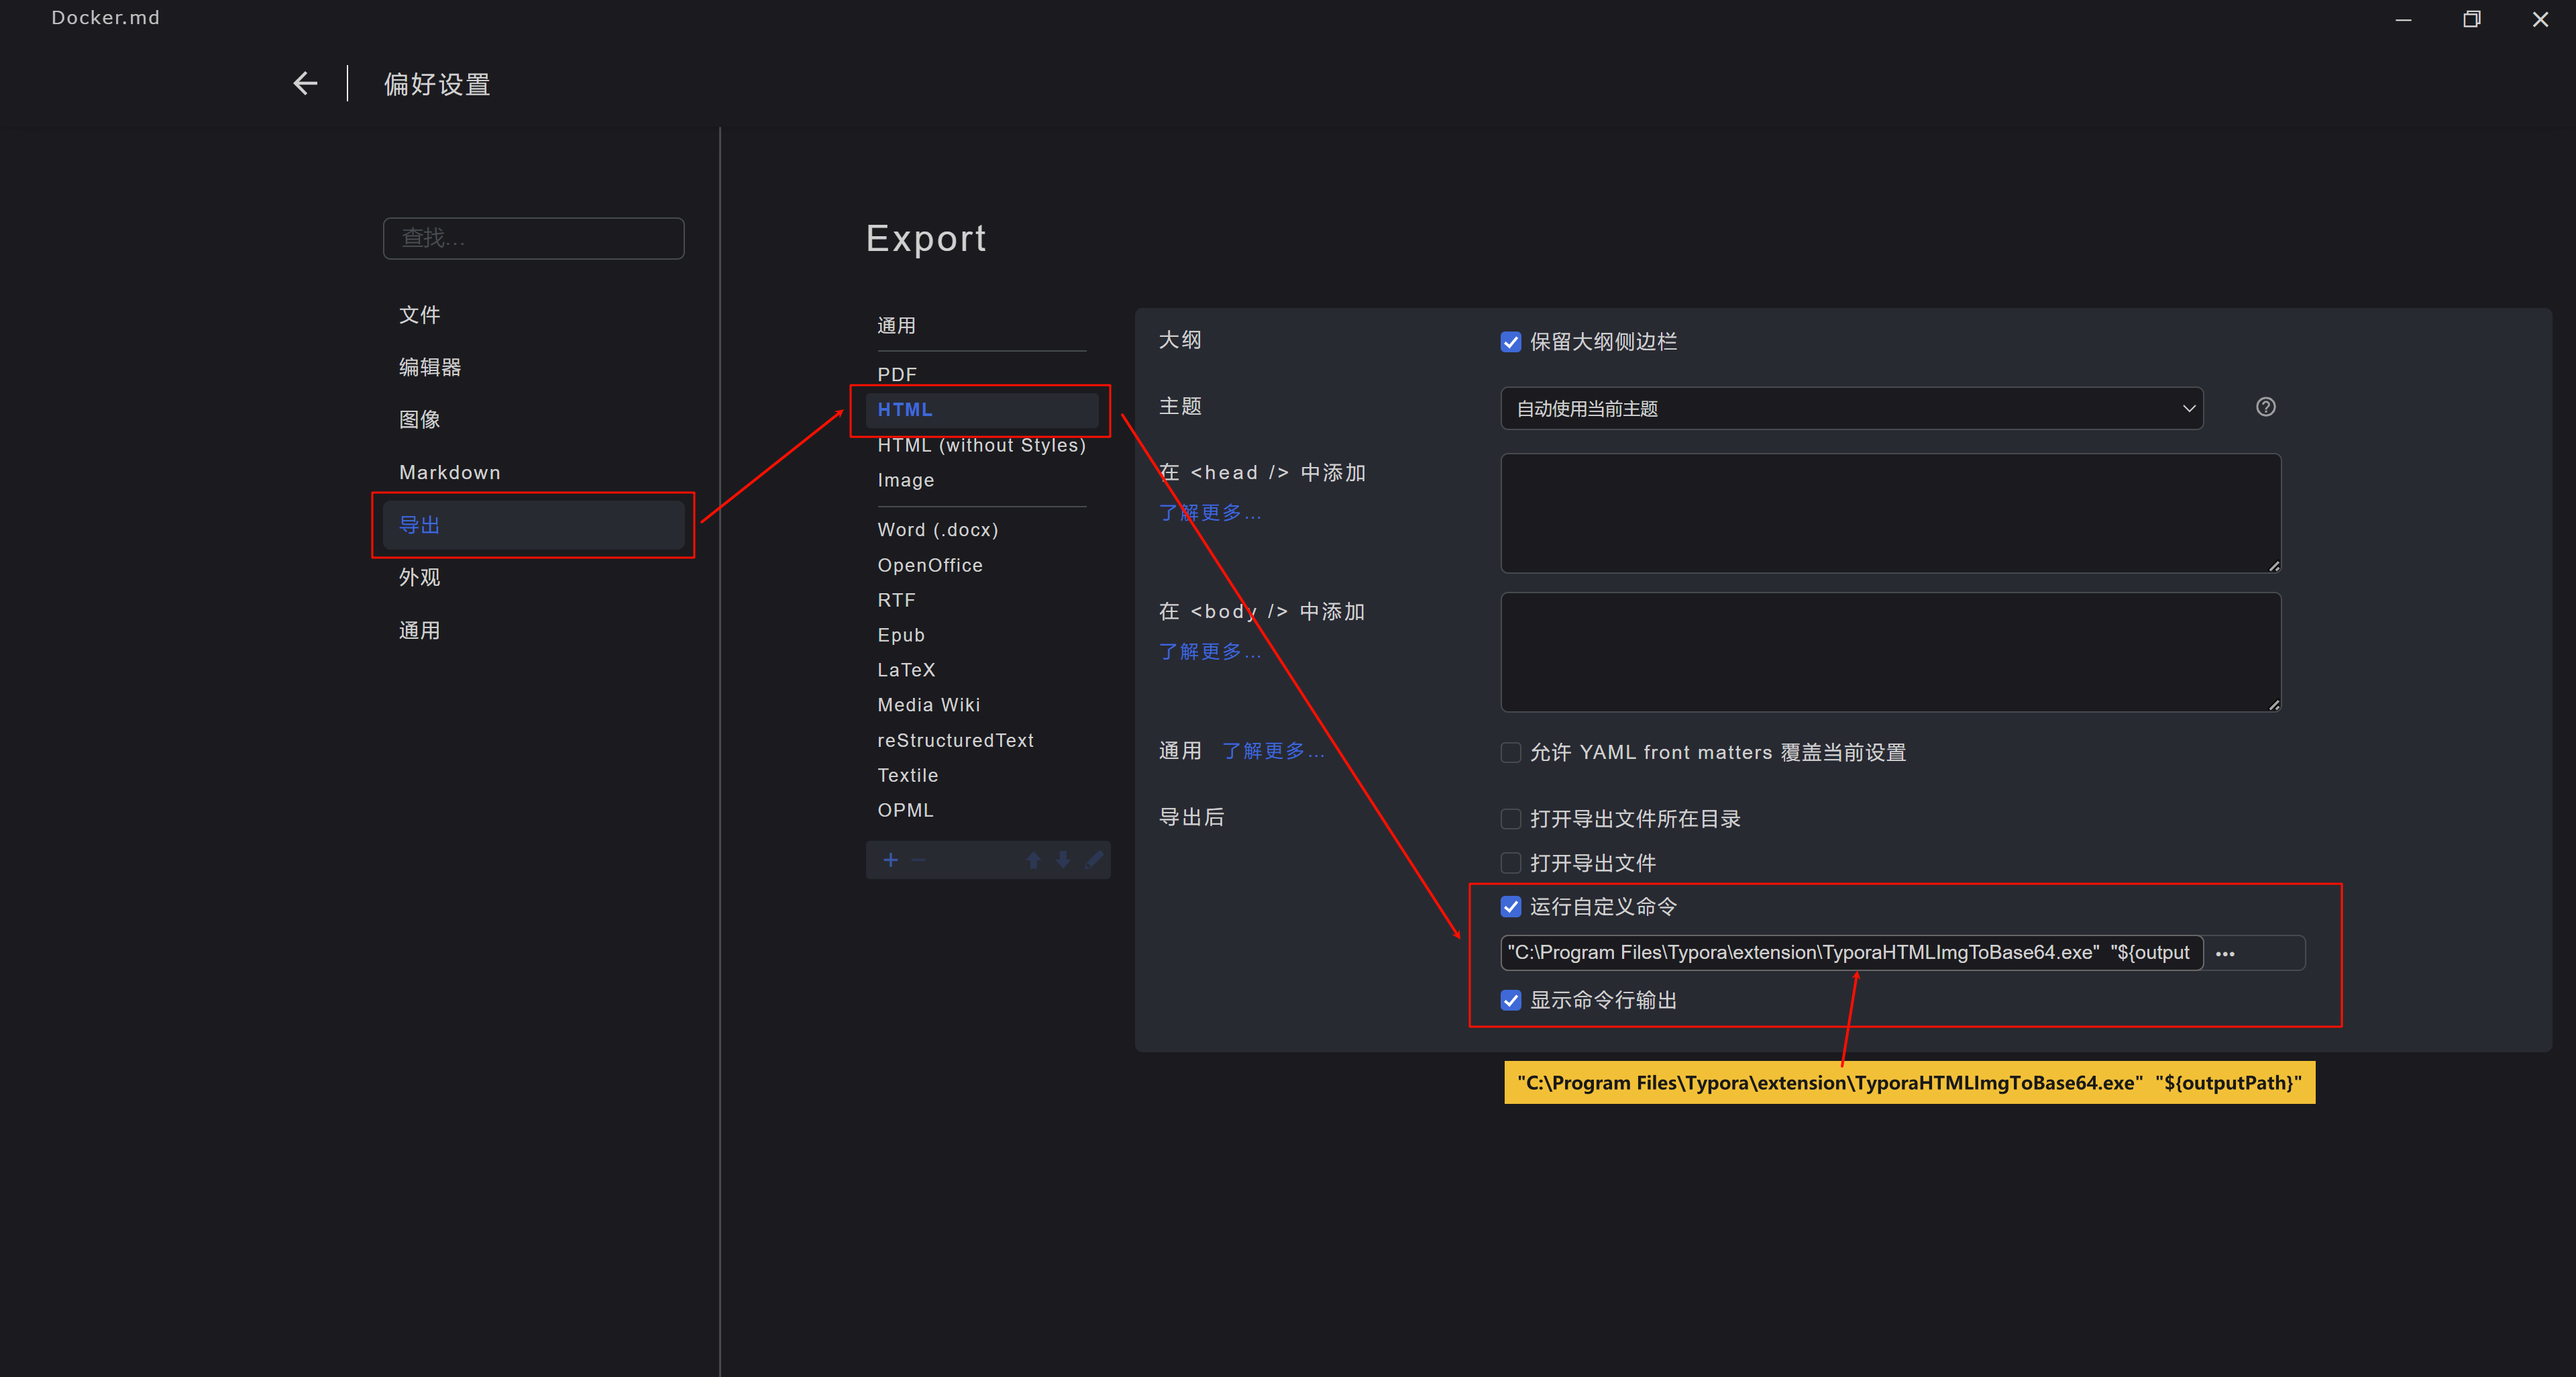 Docker.md
偏好设置
查找…
文件
编辑器
图像
Markdown
导出
外观
通用
Export
通用
PDF
HTML
HTML (without Styles)
Image
Word (.docx)
OpenOffice
RTF
Epub
LaTeX
Media Wiki
reStructuredText
Textile
OPML
大纲
保留大纲侧边栏
主题
自动使用当前主题
在 <head /> 中添加
了解更多…
在 <body /> 中添加
了解更多…
通用 了解更多…
允许 YAML front matters 覆盖当前设置
导出后
打开导出文件所在目录
打开导出文件
运行自定义命令
"C:\Program Files\Typora\extension\TyporaHTMLImgToBase64.exe"  "${output
显示命令行输出
"C:\Program Files\Typora\extension\TyporaHTMLImgToBase64.exe"  "${outputPath}"